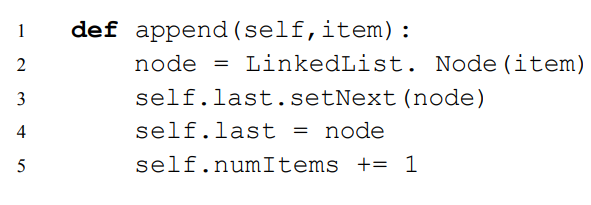 1 def append(self,item):
2 node = LinkedList. Node(item)
3 self.last.setNext(node)
4 self.last = node
5 self.numItems += 1